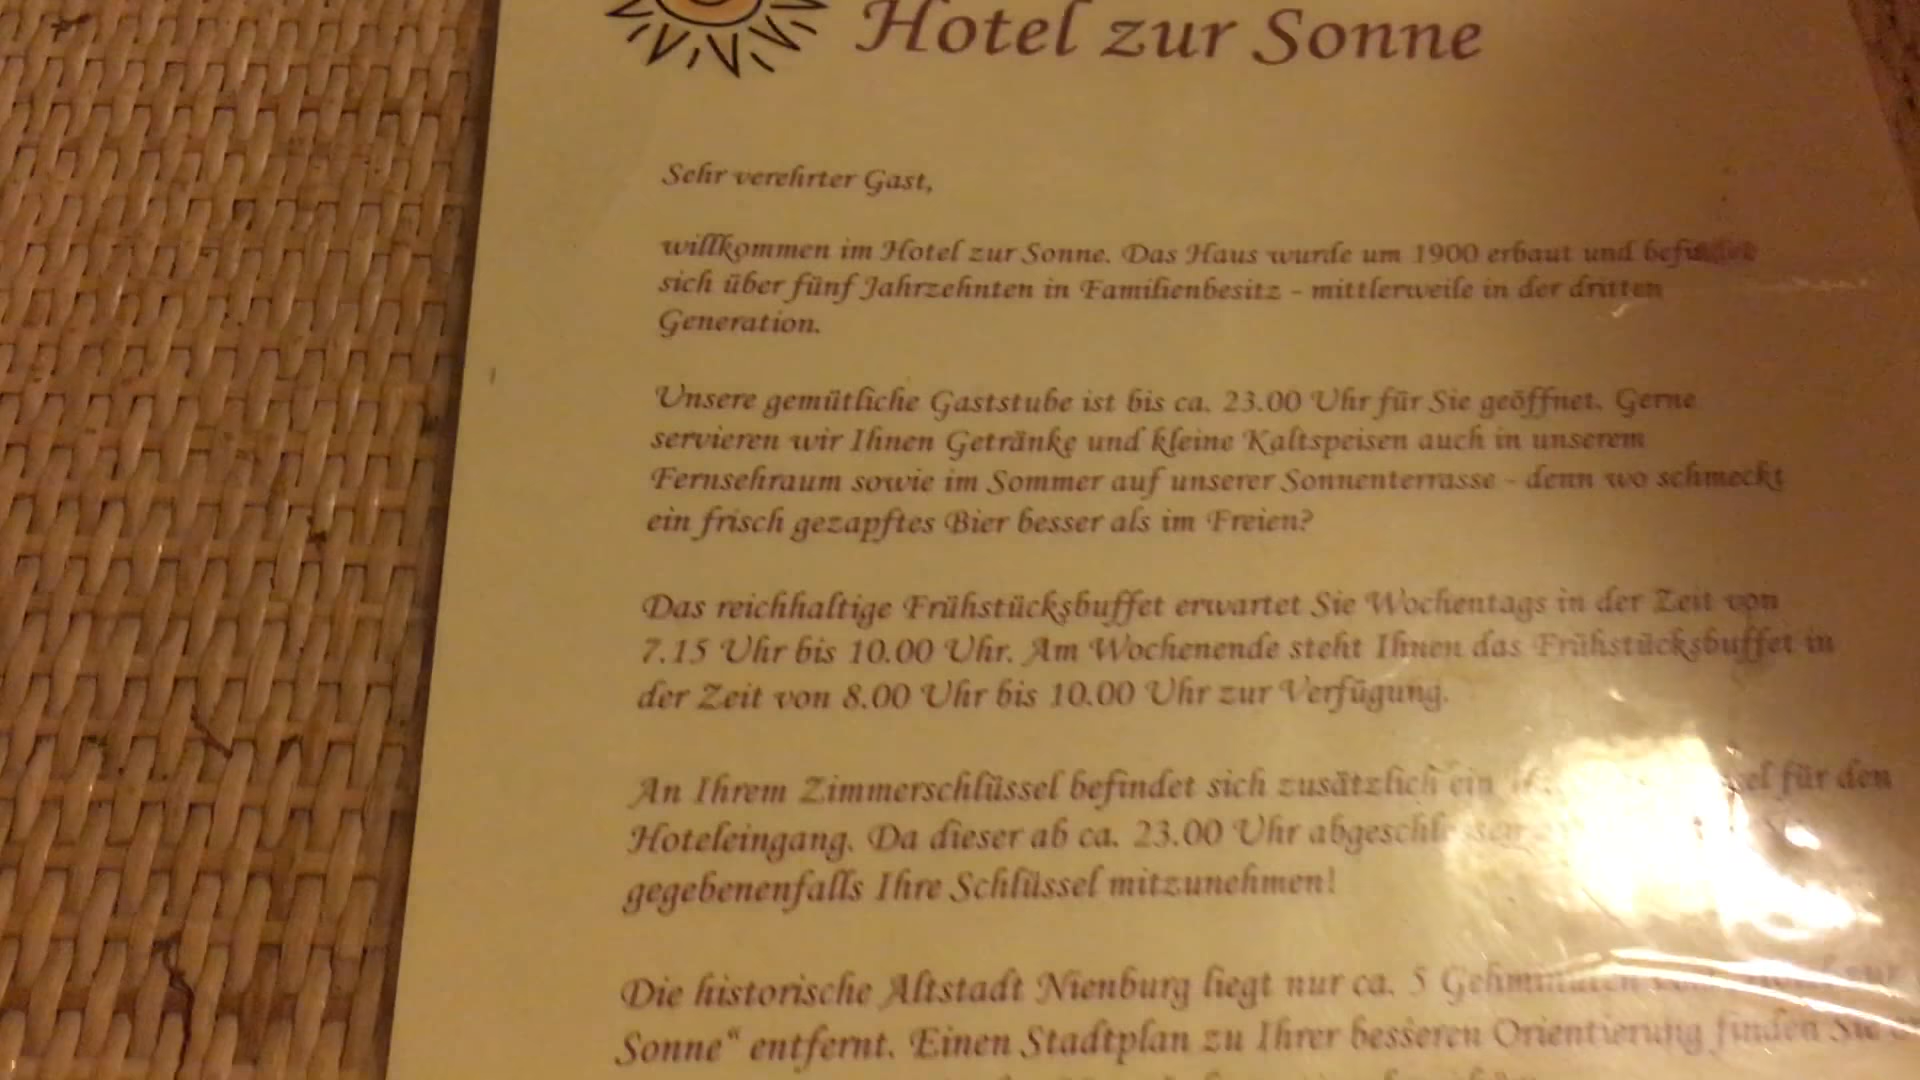 Hotel zur Sonne
Sehr verehrter Gast,
willkommen im Hotel zur Sonne. Das Haus wurde um 1900 erbaut und befindet
sich über fünf Jahrzehnten in Familienbesitz - mittlerweile in der dritten
Generation.
Unsere gemütliche Gaststube ist bis ca. 23.00 Uhr für Sie geöffnet. Gerne
servieren wir Ihnen Getränke und kleine Kaltspeisen auch in unserem
Fernsehraum sowie im Sommer auf unserer Sonnenterrasse - denn wo schmeckt
ein frisch gezapftes Bier besser als im Freien?
Das reichhaltige Frühstücksbuffet erwartet Sie Wochentags in der Zeit von
7.15 Uhr bis 10.00 Uhr. Am Wochenende steht Ihnen das Frühstücksbuffet in
der Zeit von 8.00 Uhr bis 10.00 Uhr zur Verfügung.
An Ihrem Zimmerschlüssel befindet sich zusätzlich ein für den
Hoteleingang. Da dieser ab ca. 23.00 Uhr abgeschlossen
gegebenenfalls Ihre Schlüssel mitzunehmen!
Die historische Altstadt Nienburg liegt nur ca. 5 Gehminuten zur
Sonne“ entfernt. Einen Stadtplan zu Ihrer besseren Orientierung finden Sie